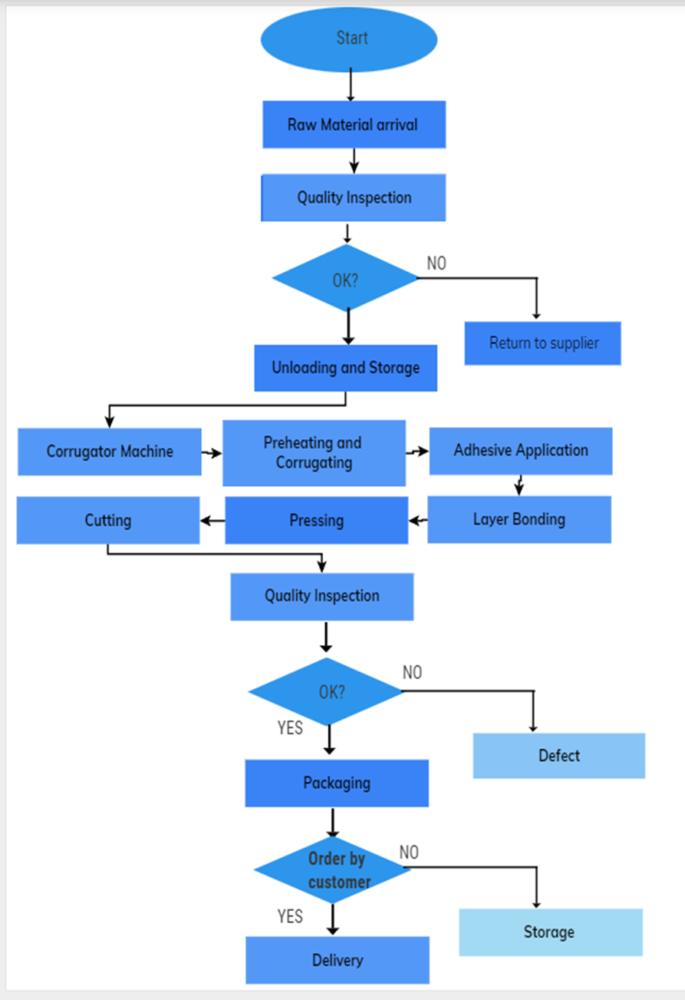 Start
Raw Material arrival
Quality Inspection
OK?
NO
Return to supplier
Unloading and Storage
Corrugator Machine
Preheating and
Corrugating
Adhesive Application
Cutting
Pressing
Layer Bonding
Quality Inspection
OK?
NO
YES
Defect
Packaging
Order by
customer
NO
YES
Storage
Delivery